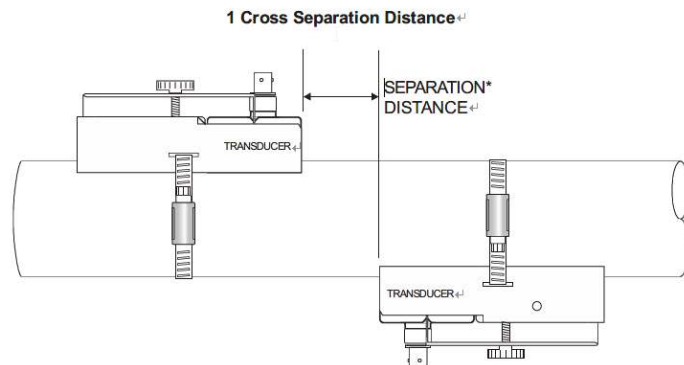 1 Cross Separation Distance↵
SEPARATION*
DISTANCE↵
TRANSDUCER↵
TRANSDUCER↵